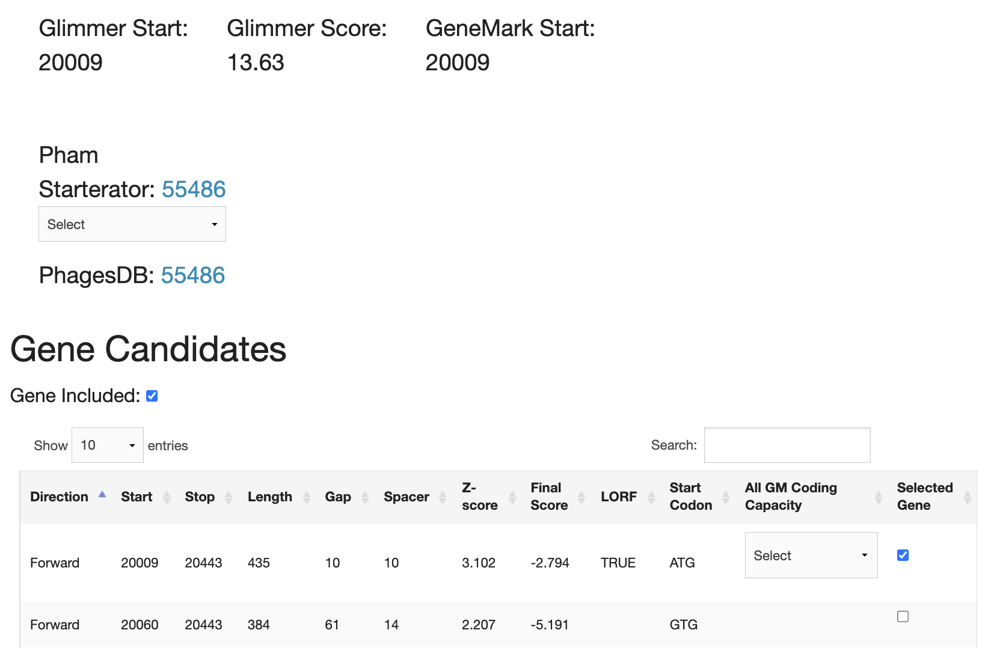 Glimmer Start: Glimmer Score: GeneMark Start:
20009 13.63 20009
Pham
Starterator: 55486
Select
PhagesDB: 55486
Gene Candidates
Gene Included:
Show 10 entries Search:
Direction Start Stop Length Gap Spacer Z-score Final Score LORF Start Codon All GM Coding Capacity Selected Gene
Forward 20009 20443 435 10 10 3.102 -2.794 TRUE ATG Select
Forward 20060 20443 384 61 14 2.207 -5.191 GTG